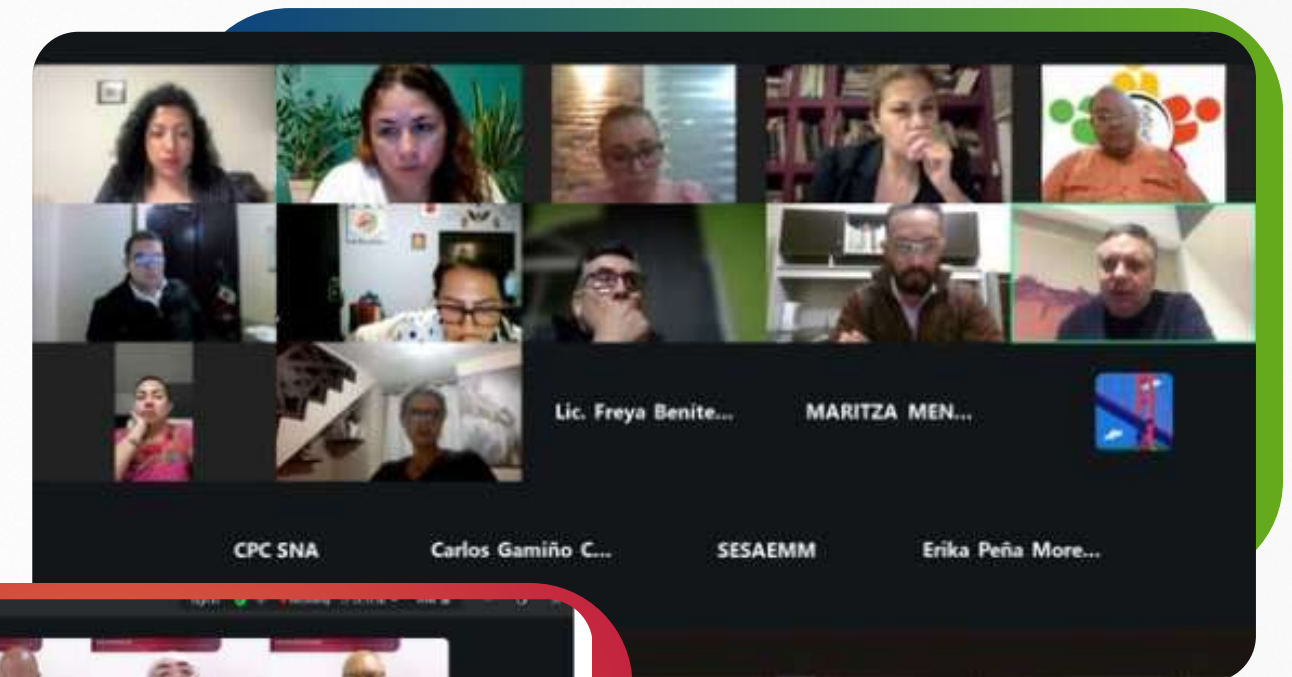 Lic. Freya Benite...
MARITZA MEN...
CPC SNA
Carlos Gamiño C...
SESAEMM
Erika Peña More...